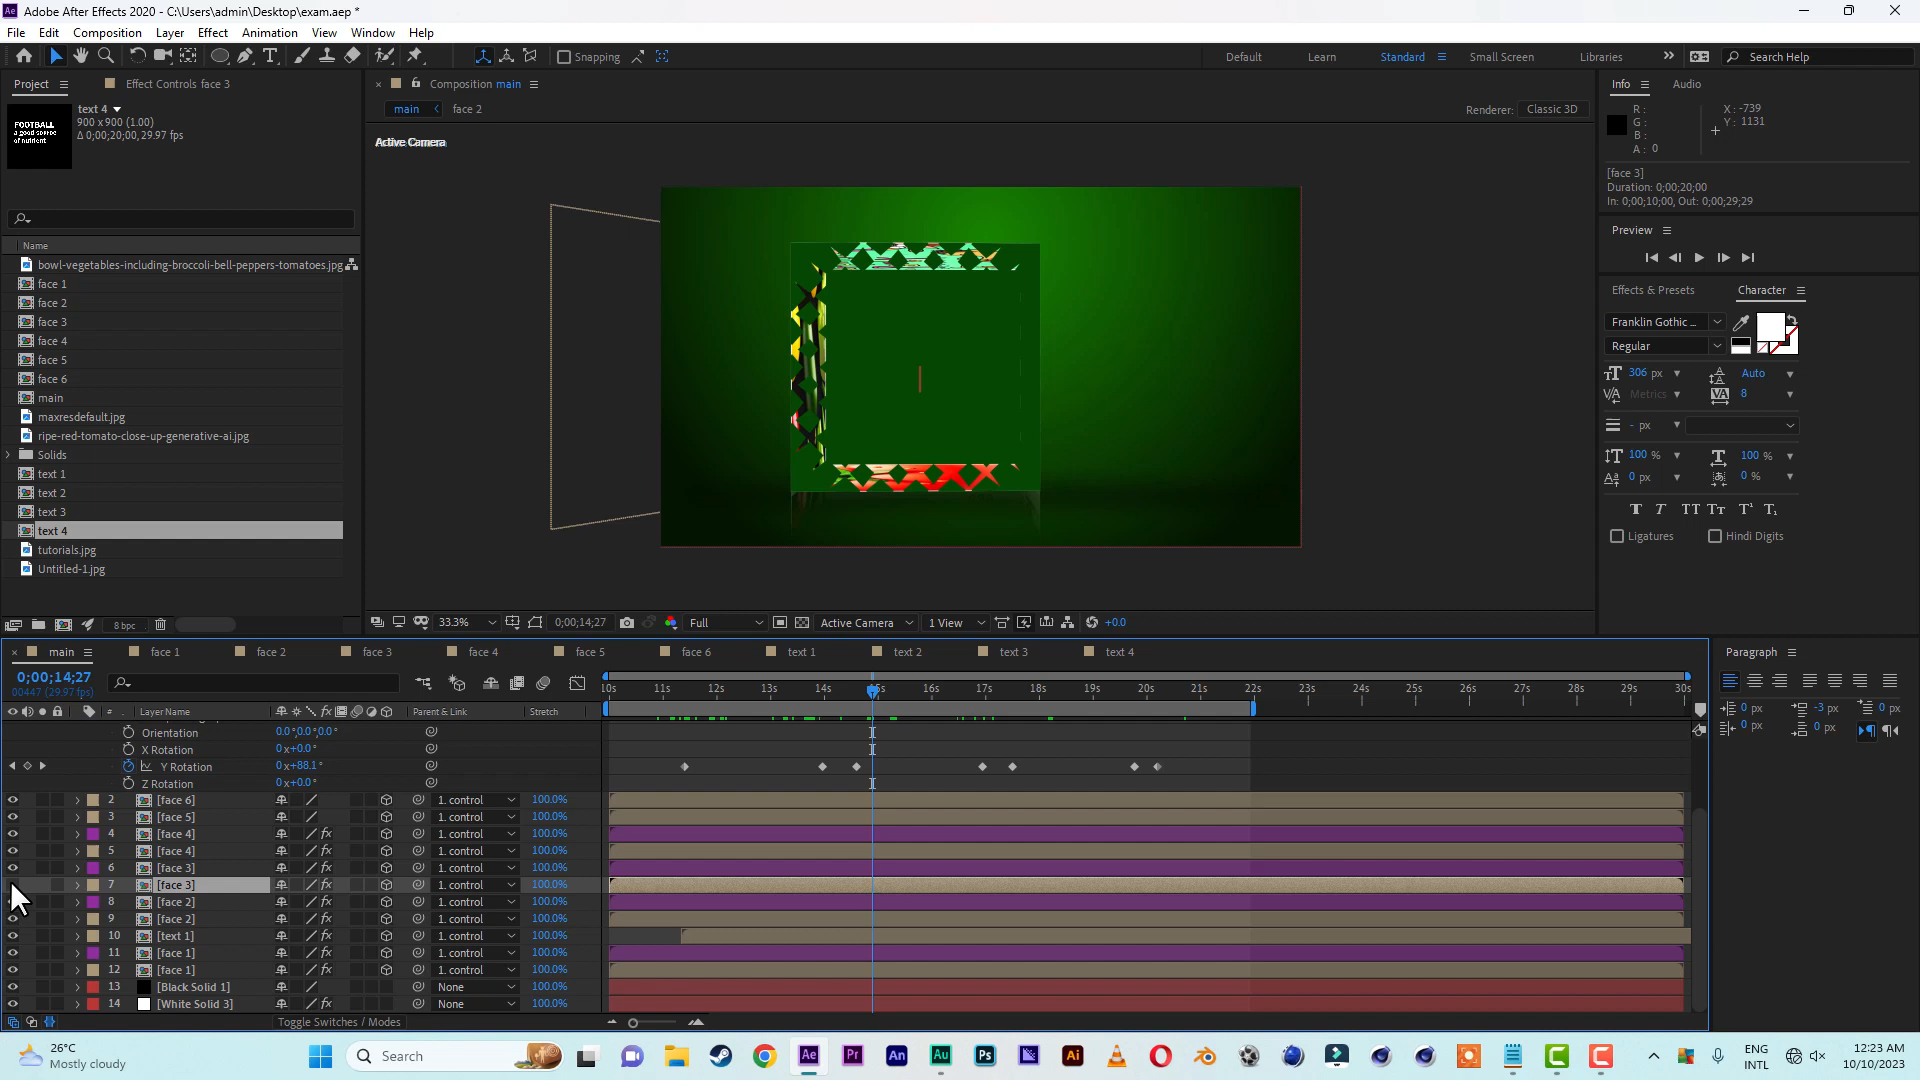 Adobe After Effects 2020 - C:\Users\admin\Desktop\exam.aep *
File Edit Composition Layer Effect Animation View Window Help
Snapping
Default Learn Standard Small Screen Libraries Search Help
Project Effect Controls face 3
Composition main
Info Audio
text 4
900 x 900 (1.00)
Δ 0;00;20;00, 29.97 fps
FOOTBALL
a good source
of nutrient
main face 2
Renderer: Classic 3D
Active Camera
R:
G:
B:
A: 0
X: -739
Y: 1131
[face 3]
Duration: 0;00;20;00
In: 0;00;10;00, Out: 0;00;29;29
Preview
Name
bowl-vegetables-including-broccoli-bell-peppers-tomatoes.jpg
face 1
face 2
face 3
face 4
face 5
face 6
main
maxresdefault.jpg
ripe-red-tomato-close-up-generative-ai.jpg
Solids
text 1
text 2
text 3
text 4
tutorials.jpg
Untitled-1.jpg
Effects & Presets Character
Franklin Gothic ...
Regular
306 px Auto
Metrics 8
- px
100 % 100 %
0 px 0 %
Ligatures Hindi Digits
8 bpc
33.3% 0;00;14;27 Full Active Camera 1 View +0.0
main face 1 face 2 face 3 face 4 face 5 face 6 text 1 text 2 text 3 text 4
0;00;14;27
00447 (29.97 fps)
10s 11s 12s 13s 14s 15s 16s 17s 18s 19s 20s 21s 22s 23s 24s 25s 26s 27s 28s 29s 30s
# Layer Name Parent & Link Stretch
Orientation 0.0°,0.0°,0.0°
X Rotation 0 x+0.0°
Y Rotation 0 x+88.1°
Z Rotation 0 x+0.0°
2 [face 6] 1. control 100.0%
3 [face 5] 1. control 100.0%
4 [face 4] fx 1. control 100.0%
5 [face 4] fx 1. control 100.0%
6 [face 3] fx 1. control 100.0%
7 [face 3] fx 1. control 100.0%
8 [face 2] fx 1. control 100.0%
9 [face 2] fx 1. control 100.0%
10 [text 1] fx 1. control 100.0%
11 [face 1] fx 1. control 100.0%
12 [face 1] fx 1. control 100.0%
13 [Black Solid 1] None 100.0%
14 [White Solid 3] fx None 100.0%
Toggle Switches / Modes
Paragraph
0 px -3 px 0 px
0 px 0 px
26°C
Mostly cloudy
Search
ENG
INTL
12:23 AM
10/10/2023